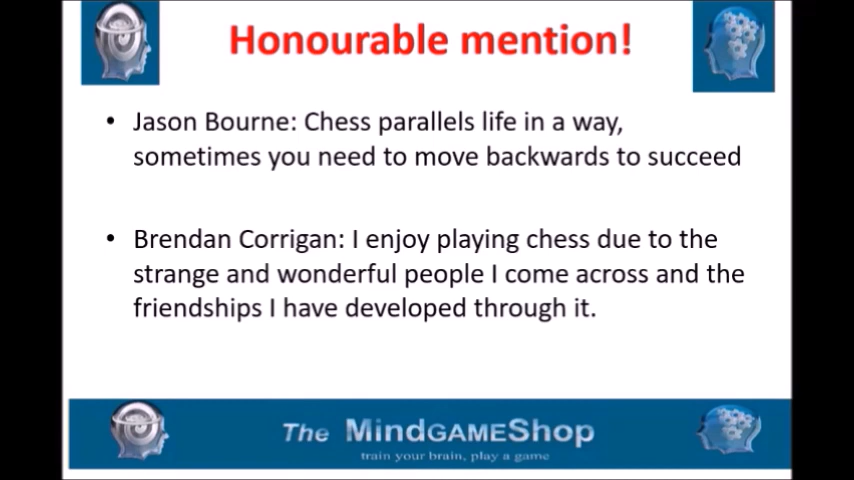 Honourable mention!
• Jason Bourne: Chess parallels life in a way,
sometimes you need to move backwards to succeed
• Brendan Corrigan: I enjoy playing chess due to the
strange and wonderful people I come across and the
friendships I have developed through it.
The MindGAMEShop
train your brain, play a game